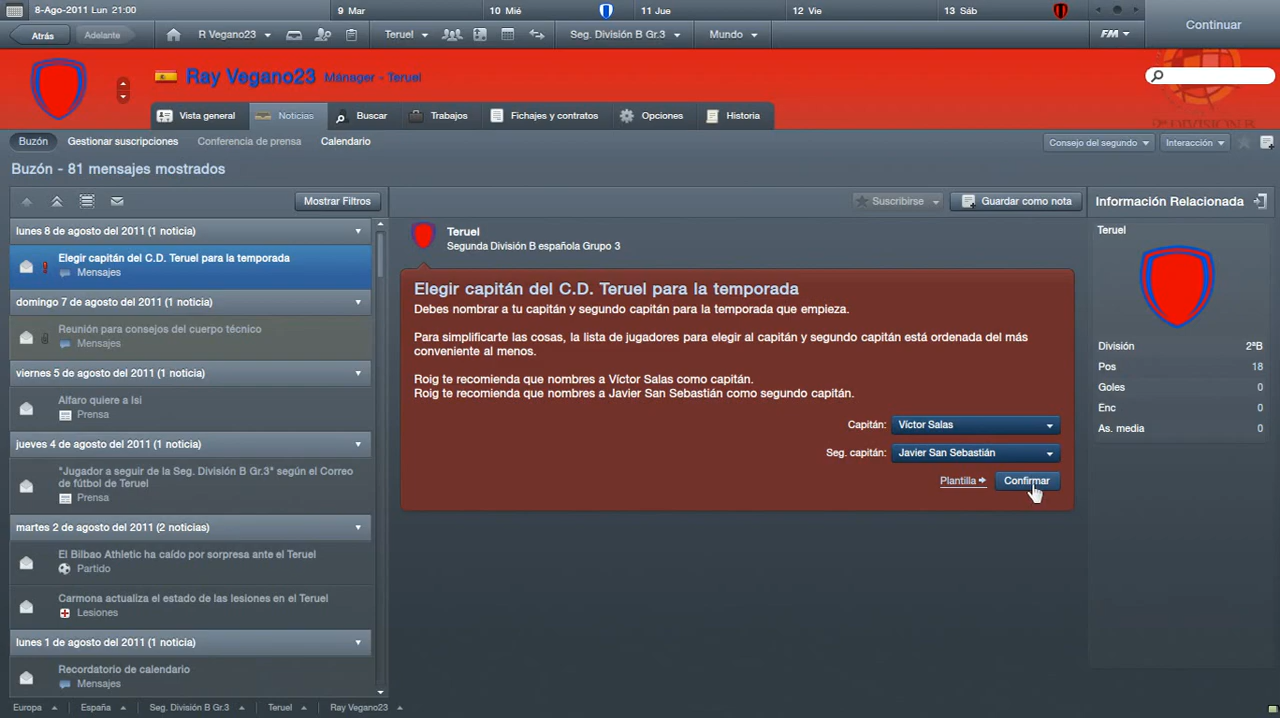 8-Ago-2011 Lun 21:00
9 Mar
10 Mié
11 Jue
12 Vie
13 Sáb
Continuar
Atrás
Adelante
R Vegano23
Teruel
Seg. División B Gr.3
Mundo
FM
Ray Vegano23 Mánager - Teruel
Vista general
Noticias
Buscar
Trabajos
Fichajes y contratos
Opciones
Historia
Buzón
Gestionar suscripciones
Conferencia de prensa
Calendario
Consejo del segundo
Interacción
Buzón - 81 mensajes mostrados
Mostrar Filtros
Suscribirse
Guardar como nota
Información Relacionada
lunes 8 de agosto del 2011 (1 noticia)
Elegir capitán del C.D. Teruel para la temporada
Mensajes
domingo 7 de agosto del 2011 (1 noticia)
Reunión para consejos del cuerpo técnico
Mensajes
viernes 5 de agosto del 2011 (1 noticia)
Alfaro quiere a Isi
Prensa
jueves 4 de agosto del 2011 (1 noticia)
"Jugador a seguir de la Seg. División B Gr.3" según el Correo
de fútbol de Teruel
Prensa
martes 2 de agosto del 2011 (2 noticias)
El Bilbao Athletic ha caído por sorpresa ante el Teruel
Partido
Carmona actualiza el estado de las lesiones en el Teruel
Lesiones
lunes 1 de agosto del 2011 (1 noticia)
Recordatorio de calendario
Mensajes
Teruel
Segunda División B española Grupo 3
Elegir capitán del C.D. Teruel para la temporada
Debes nombrar a tu capitán y segundo capitán para la temporada que empieza.
Para simplificarte las cosas, la lista de jugadores para elegir al capitán y segundo capitán está ordenada del más
conveniente al menos.
Roig te recomienda que nombres a Víctor Salas como capitán.
Roig te recomienda que nombres a Javier San Sebastián como segundo capitán.
Capitán: Víctor Salas
Seg. capitán: Javier San Sebastián
Plantilla
Confirmar
Teruel
División 2ªB
Pos 18
Goles 0
Enc 0
As. media 0
Europa
España
Seg. División B Gr.3
Teruel
Ray Vegano23